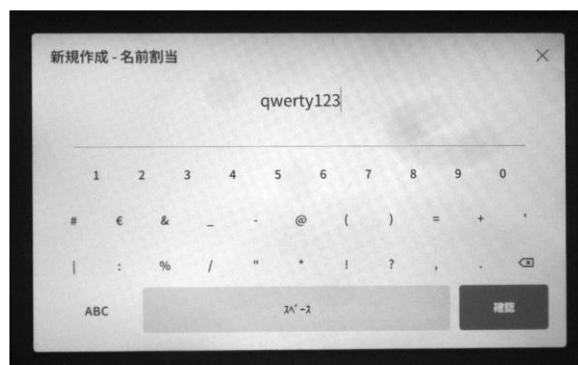 新規作成 - 名前割当
qwerty123
1 2 3 4 5 6 7 8 9 0
# € & _ - @ ( ) = + '
| : % / " * ! ? , .
ABC ｽﾍﾟｰｽ 確認